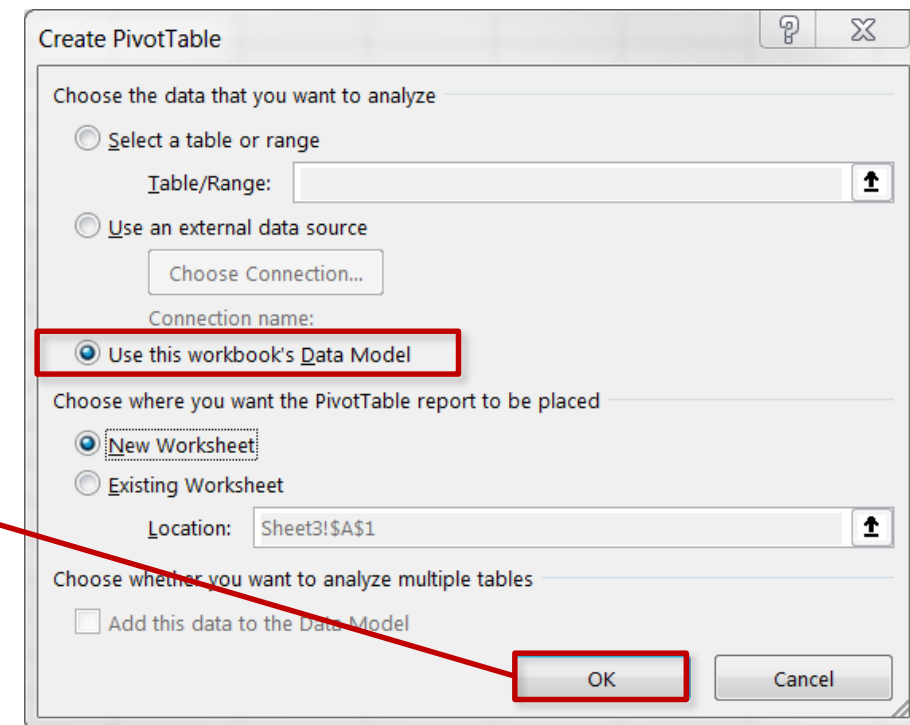 Create PivotTable
Choose the data that you want to analyze
Select a table or range
Table/Range:
Use an external data source
Choose Connection...
Connection name:
Use this workbook's Data Model
Choose where you want the PivotTable report to be placed
New Worksheet
Existing Worksheet
Location: Sheet3!$A$1
Choose whether you want to analyze multiple tables
Add this data to the Data Model
OK Cancel